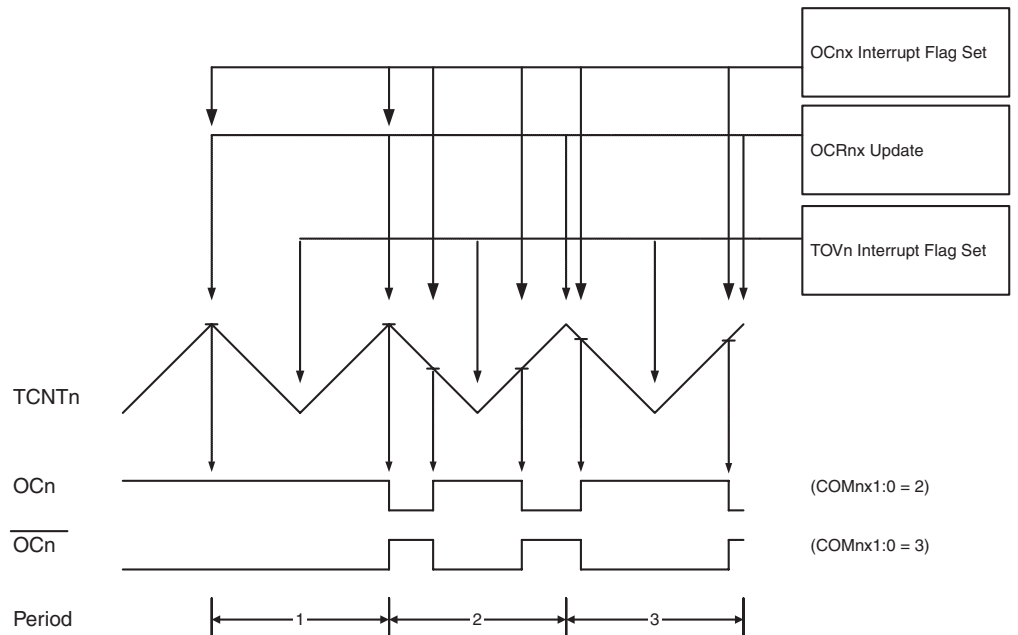 OCnx Interrupt Flag Set
OCRnx Update
TOVn Interrupt Flag Set
TCNTn
OCn
(COMnx1:0 = 2)
OCn
(COMnx1:0 = 3)
Period
1
2
3